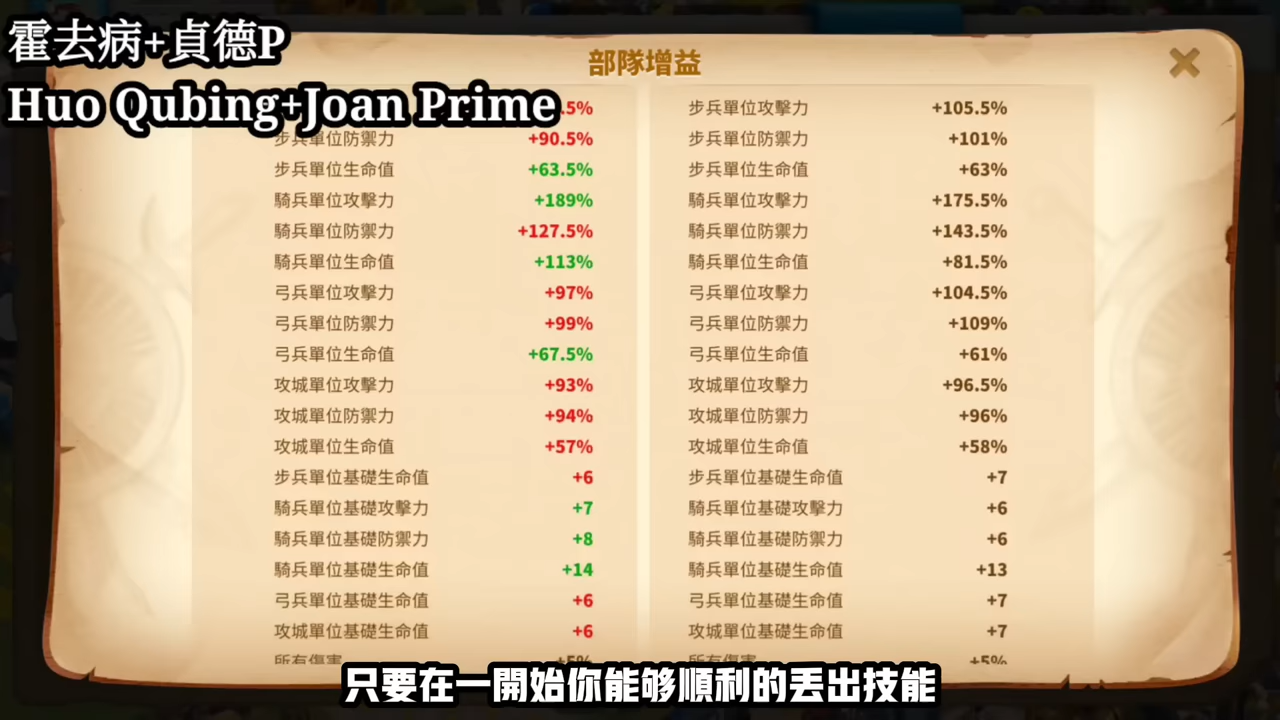 霍去病+貞德P
部隊增益
Huo Qubing+Joan Prime
.5%
步兵單位攻擊力 +105.5%
步兵單位防禦力 +90.5%
步兵單位防禦力 +101%
步兵單位生命值 +63.5%
步兵單位生命值 +63%
騎兵單位攻擊力 +189%
騎兵單位攻擊力 +175.5%
騎兵單位防禦力 +127.5%
騎兵單位防禦力 +143.5%
騎兵單位生命值 +113%
騎兵單位生命值 +81.5%
弓兵單位攻擊力 +97%
弓兵單位攻擊力 +104.5%
弓兵單位防禦力 +99%
弓兵單位防禦力 +109%
弓兵單位生命值 +67.5%
弓兵單位生命值 +61%
攻城單位攻擊力 +93%
攻城單位攻擊力 +96.5%
攻城單位防禦力 +94%
攻城單位防禦力 +96%
攻城單位生命值 +57%
攻城單位生命值 +58%
步兵單位基礎生命值 +6
步兵單位基礎生命值 +7
騎兵單位基礎攻擊力 +7
騎兵單位基礎攻擊力 +6
騎兵單位基礎防禦力 +8
騎兵單位基礎防禦力 +6
騎兵單位基礎生命值 +14
騎兵單位基礎生命值 +13
弓兵單位基礎生命值 +6
弓兵單位基礎生命值 +7
攻城單位基礎生命值 +6
攻城單位基礎生命值 +7
所有傷害 +5%
所有傷害 +5%
只要在一開始你能够順利的丟出技能